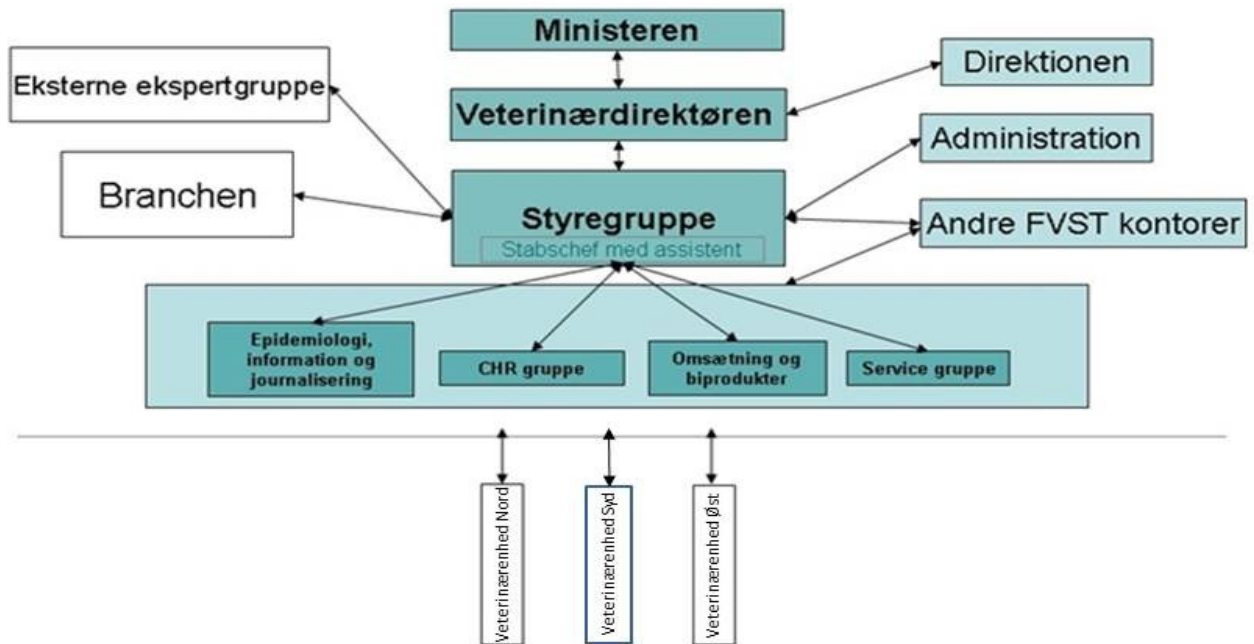 Ministeren
Eksterne ekspertgruppe
Direktionen
Veterinærdirektøren
Administration
Branchen
Styregruppe
Stabschef med assistent
Andre FVST kontorer
Epidemiologi,
information og
journalisering
CHR gruppe
Omsætning og
biprodukter
Service gruppe
Veterinærenhed Nord
Veterinærenhed Syd
Veterinærenhed Øst